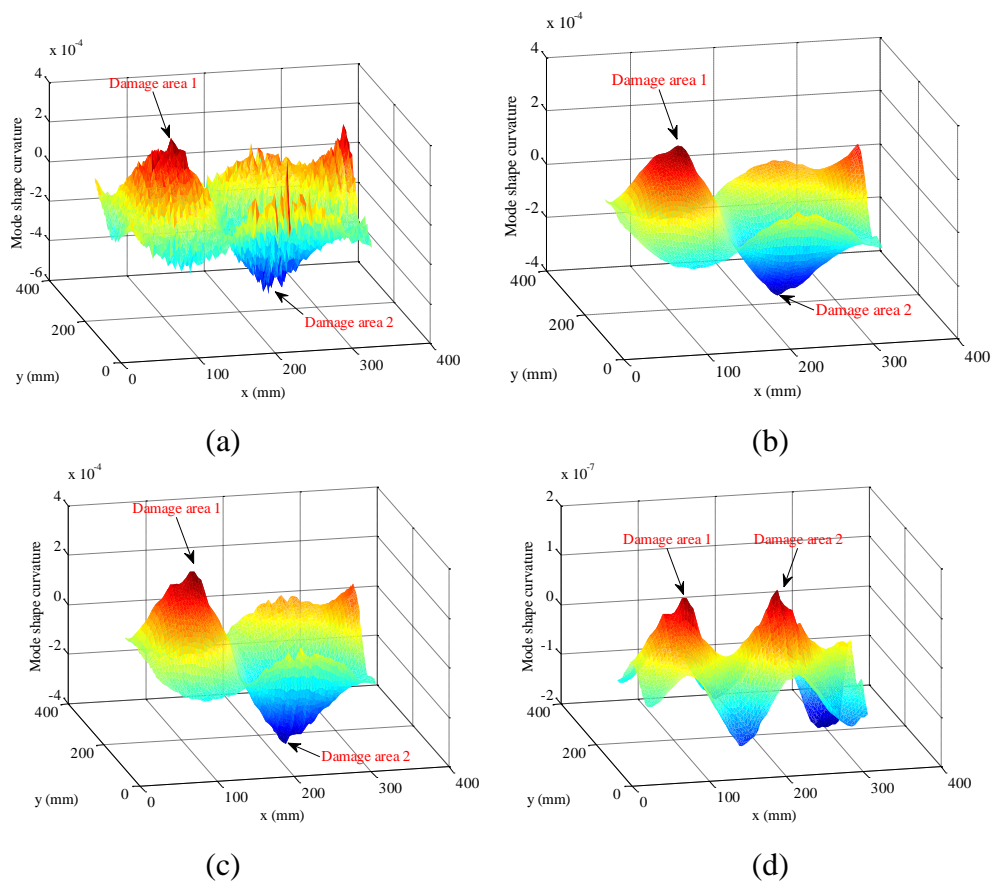 x 10-4
4
2
0
-2
-4
-6
Mode shape curvature
Damage area 1
Damage area 2
400
200
0
y (mm)
0
100
200
300
400
x (mm)
(a)
x 10-4
4
2
0
-2
-4
Mode shape curvature
Damage area 1
Damage area 2
400
200
0
y (mm)
0
100
200
300
400
x (mm)
(b)
x 10-4
4
2
0
-2
-4
Mode shape curvature
Damage area 1
Damage area 2
400
200
0
y (mm)
0
100
200
300
400
x (mm)
(c)
x 10-7
2
1
0
-1
-2
Mode shape curvature
Damage area 1
Damage area 2
400
200
0
y (mm)
0
100
200
300
400
x (mm)
(d)